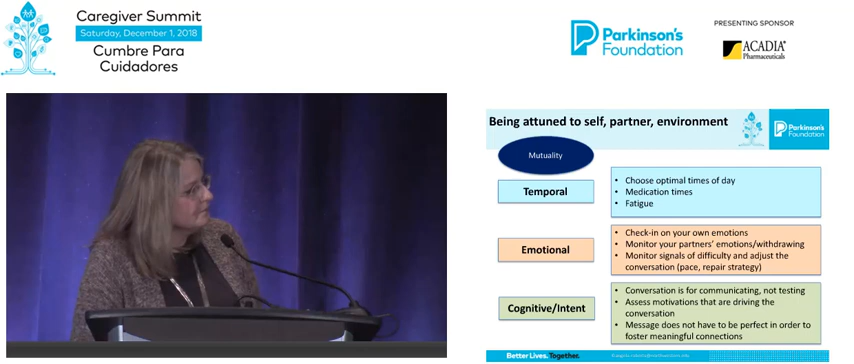 Caregiver Summit
Saturday, December 1, 2018
Cumbre Para
Cuidadores
Parkinson's
Foundation
PRESENTING SPONSOR
ACADIA®
Pharmaceuticals
Being attuned to self, partner, environment
Parkinson's
Foundation
Mutuality
Temporal
• Choose optimal times of day
• Medication times
• Fatigue
Emotional
• Check-in on your own emotions
• Monitor your partners' emotions/withdrawing
• Monitor signals of difficulty and adjust the
conversation (pace, repair strategy)
Cognitive/Intent
• Conversation is for communicating, not testing
• Assess motivations that are driving the
conversation
• Message does not have to be perfect in order to
foster meaningful connections
Better Lives. Together.